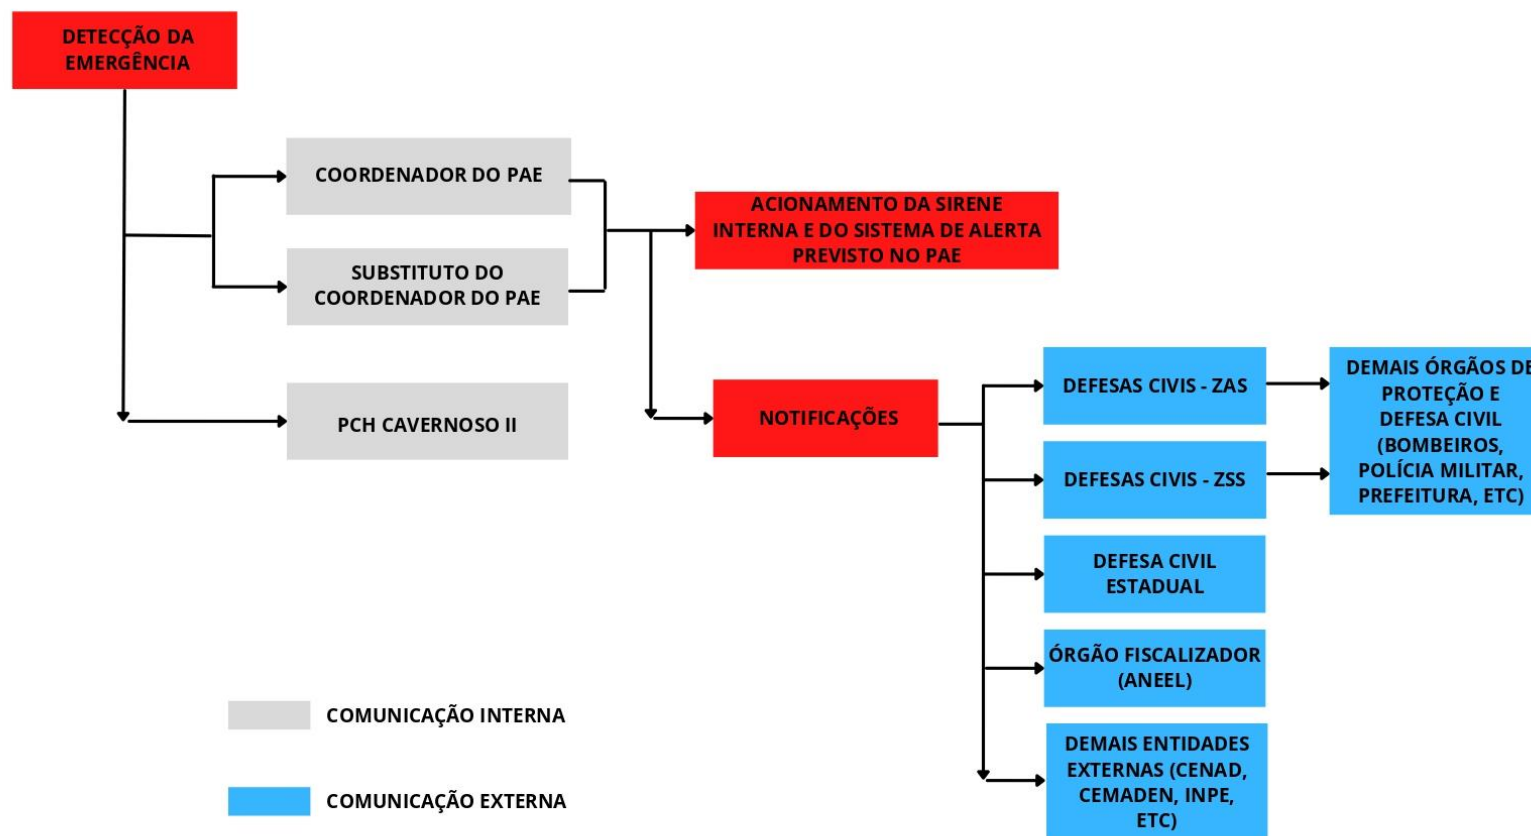 DETECÇÃO DA
EMERGÊNCIA
COORDENADOR DO PAE
SUBSTITUTO DO
COORDENADOR DO PAE
PCH CAVERNOSO II
ACIONAMENTO DA SIRENE
INTERNA E DO SISTEMA DE ALERTA
PREVISTO NO PAE
NOTIFICAÇÕES
DEFESAS CIVIS - ZAS
DEFESAS CIVIS - ZSS
DEFESA CIVIL
ESTADUAL
ÓRGÃO FISCALIZADOR
(ANEEL)
DEMAIS ENTIDADES
EXTERNAS (CENAD,
CEMADEN, INPE,
ETC)
DEMAIS ÓRGÃOS DE
PROTEÇÃO E
DEFESA CIVIL
(BOMBEIROS,
POLÍCIA MILITAR,
PREFEITURA, ETC)
COMUNICAÇÃO INTERNA
COMUNICAÇÃO EXTERNA